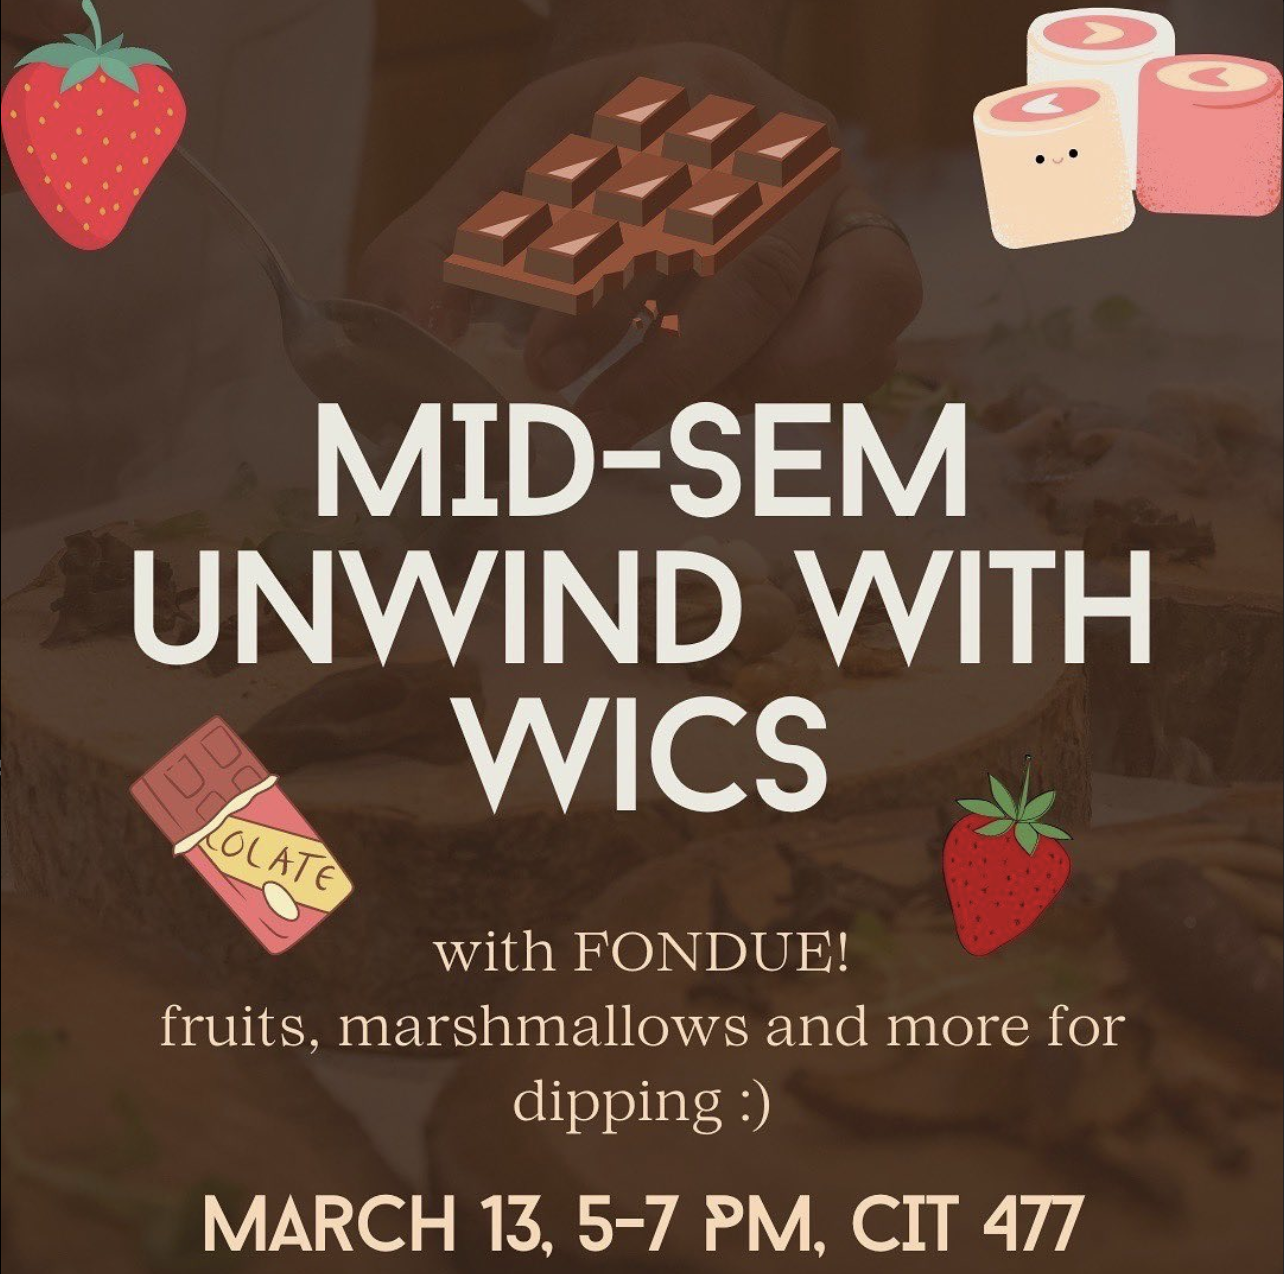 MID-SEM
UNWIND WITH
WICS
COLATE
with FONDUE!
fruits, marshmallows and more for
dipping :)
MARCH 13, 5-7 PM, CIT 477